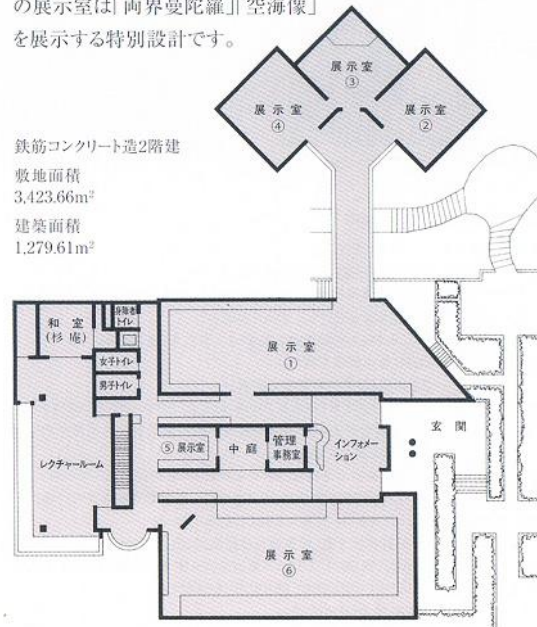 の展示室は「両界曼陀羅」「空海像」
を展示する特別設計です。
鉄筋コンクリート造2階建
敷地面積
3,423.66m²
建築面積
1,279.61m²
展示室
③
展示室
④
展示室
②
和室
(杉庵)
身障者
トイレ
女子トイレ
男子トイレ
展示室
①
レクチャールーム
⑤展示室
中庭
管理
事務室
インフォメー
ション
玄関
展示室
⑥